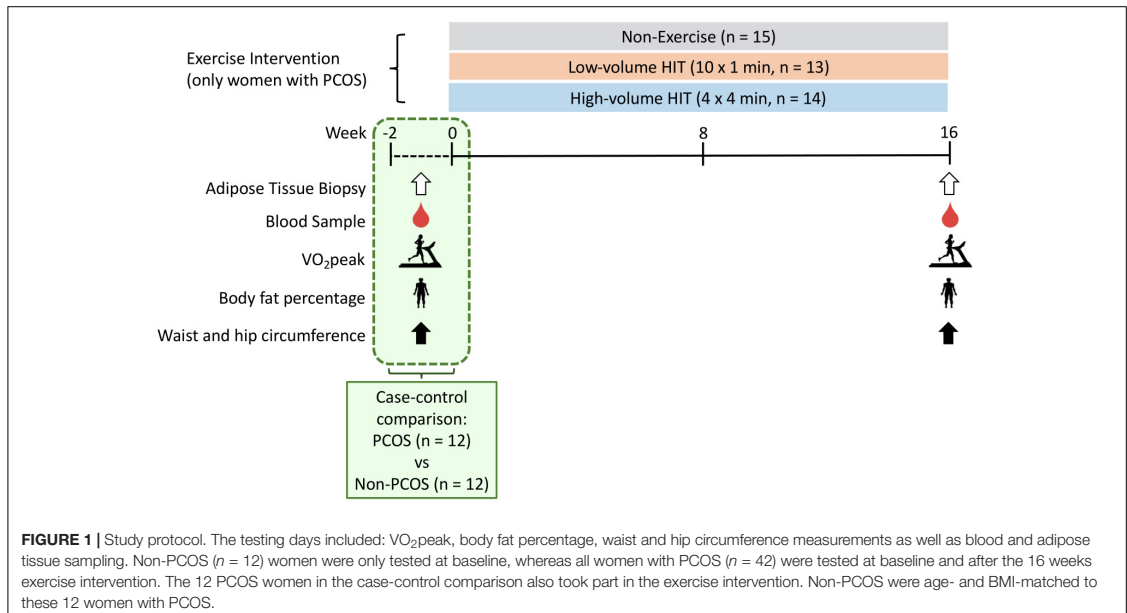 Non-Exercise (n = 15)
Exercise Intervention
(only women with PCOS)
Low-volume HIT (10 x 1 min, n = 13)
High-volume HIT (4 x 4 min, n = 14)
Week -2 0 8 16
Adipose Tissue Biopsy
Blood Sample
VO₂peak
Body fat percentage
Waist and hip circumference
Case-control
comparison:
PCOS (n = 12)
vs
Non-PCOS (n = 12)
FIGURE 1 | Study protocol. The testing days included: VO₂peak, body fat percentage, waist and hip circumference measurements as well as blood and adipose
tissue sampling. Non-PCOS (n = 12) women were only tested at baseline, whereas all women with PCOS (n = 42) were tested at baseline and after the 16 weeks
exercise intervention. The 12 PCOS women in the case-control comparison also took part in the exercise intervention. Non-PCOS were age- and BMI-matched to
these 12 women with PCOS.